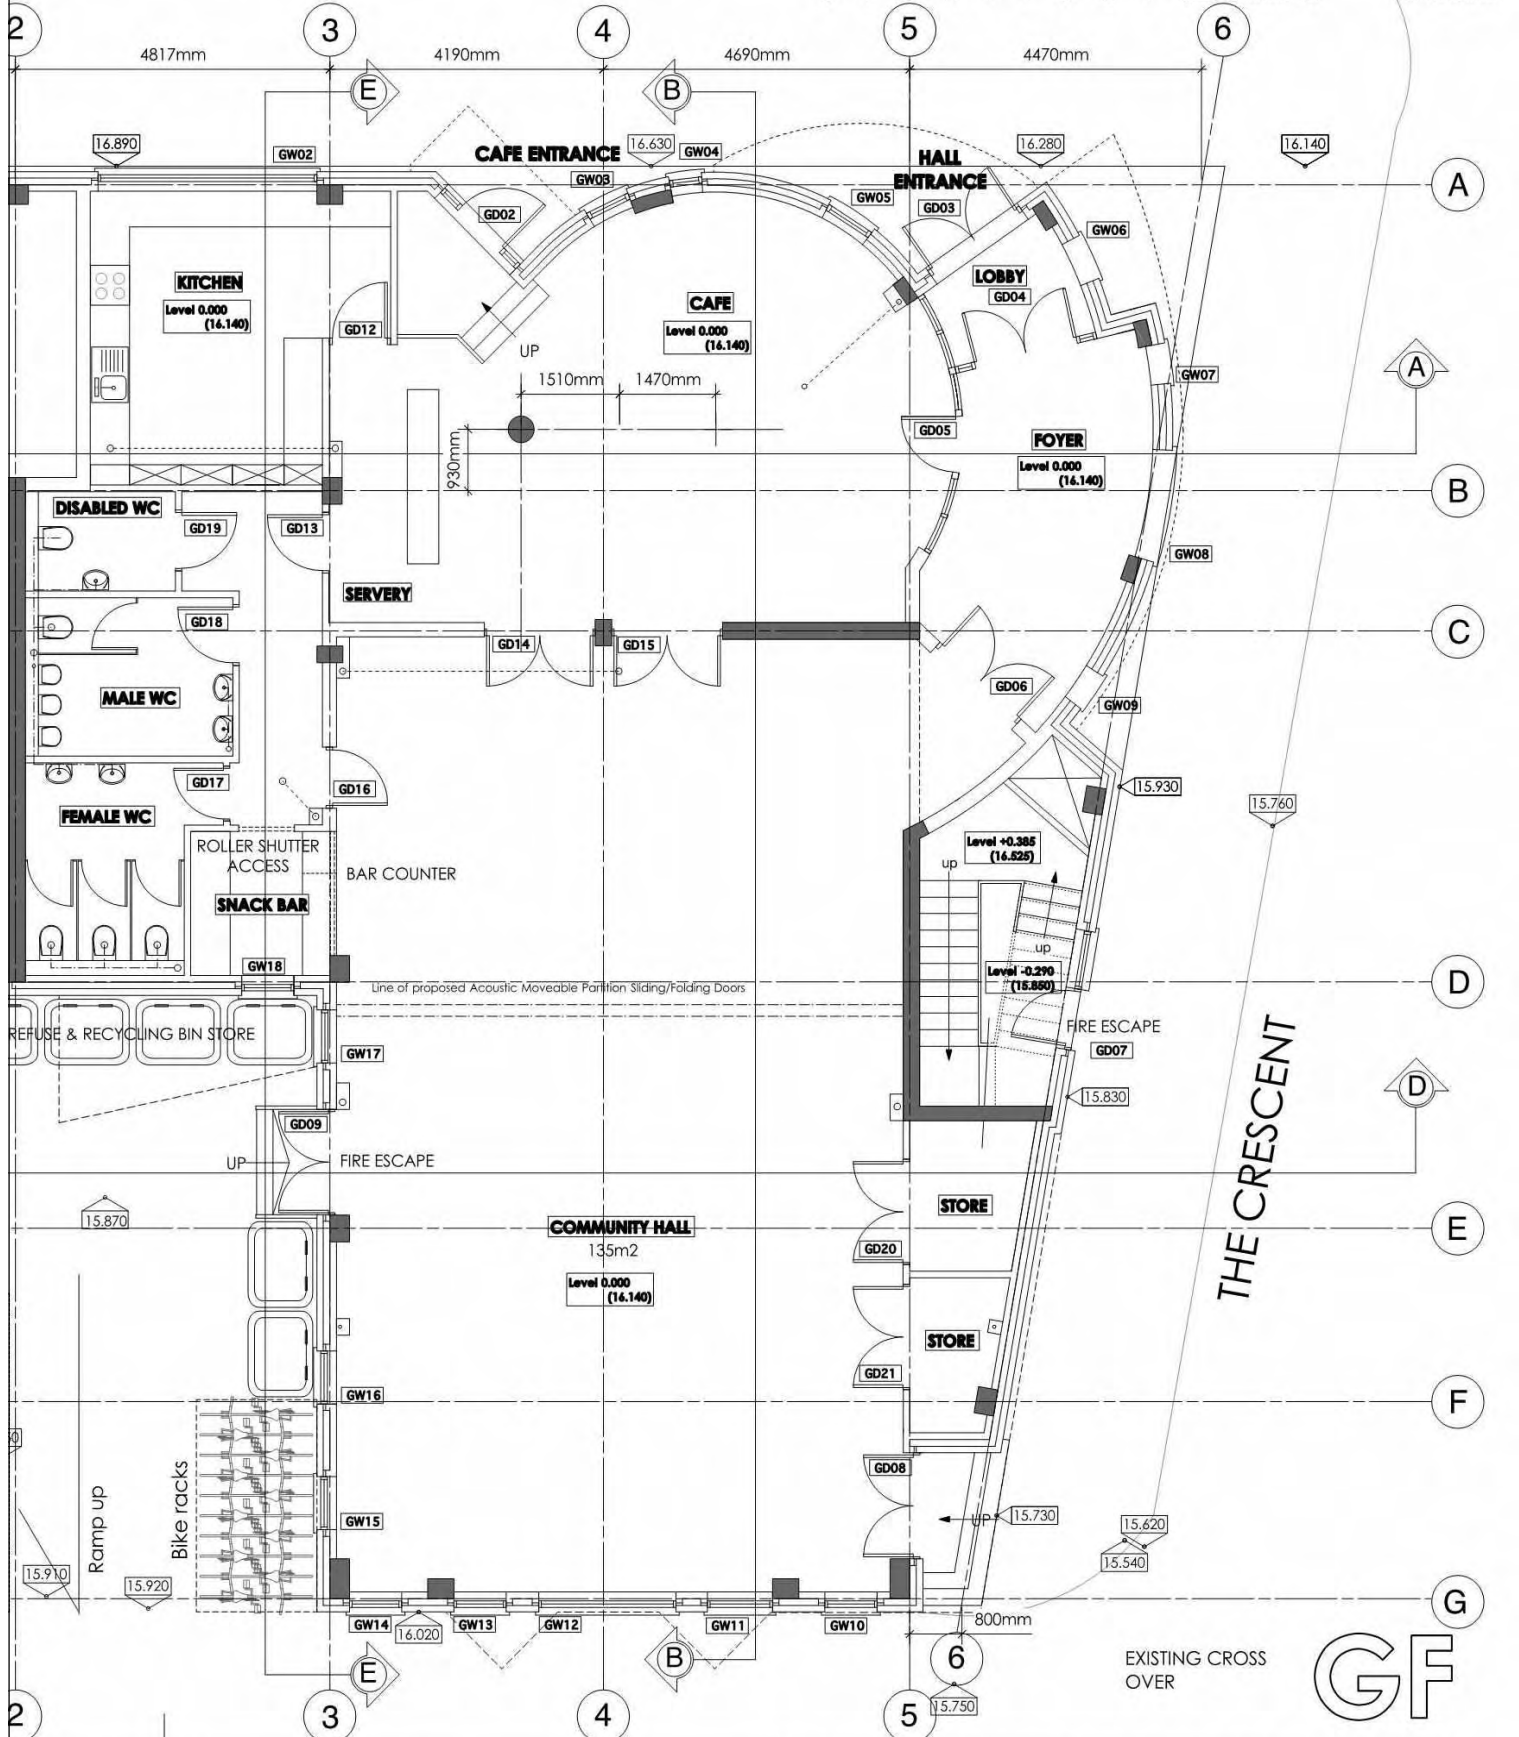 2
3
4
5
6
4817mm
4190mm
4690mm
4470mm
E
B
16.890
GW02
CAFE ENTRANCE
16.630
GW04
HALL
ENTRANCE
16.280
16.140
A
GW03
GW05
GD02
GD03
GW06
KITCHEN
Level 0.000
(16.140)
CAFE
Level 0.000
(16.140)
LOBBY
GD04
GD12
UP
1510mm
1470mm
GW07
A
930mm
GD05
FOYER
Level 0.000
(16.140)
B
DISABLED WC
GD19
GD13
GW08
SERVERY
GD18
GD14
GD15
C
MALE WC
GD06
GW09
GD17
GD16
15.930
15.760
FEMALE WC
ROLLER SHUTTER
ACCESS
BAR COUNTER
Level +0.385
(16.525)
up
SNACK BAR
up
GW18
Level -0.290
(15.850)
Line of proposed Acoustic Moveable Partition Sliding/Folding Doors
D
REFUSE & RECYCLING BIN STORE
FIRE ESCAPE
GD07
GW17
THE CRESCENT
15.830
D
GD09
UP
FIRE ESCAPE
15.870
STORE
COMMUNITY HALL
135m2
E
GD20
Level 0.000
(16.140)
STORE
GD21
GW16
F
Bike racks
Ramp up
GD08
GW15
UP
15.730
15.620
15.540
15.910
15.920
G
GW14
16.020
GW13
GW12
GW11
GW10
800mm
E
B
6
15.750
EXISTING CROSS
OVER
GF
2
3
4
5